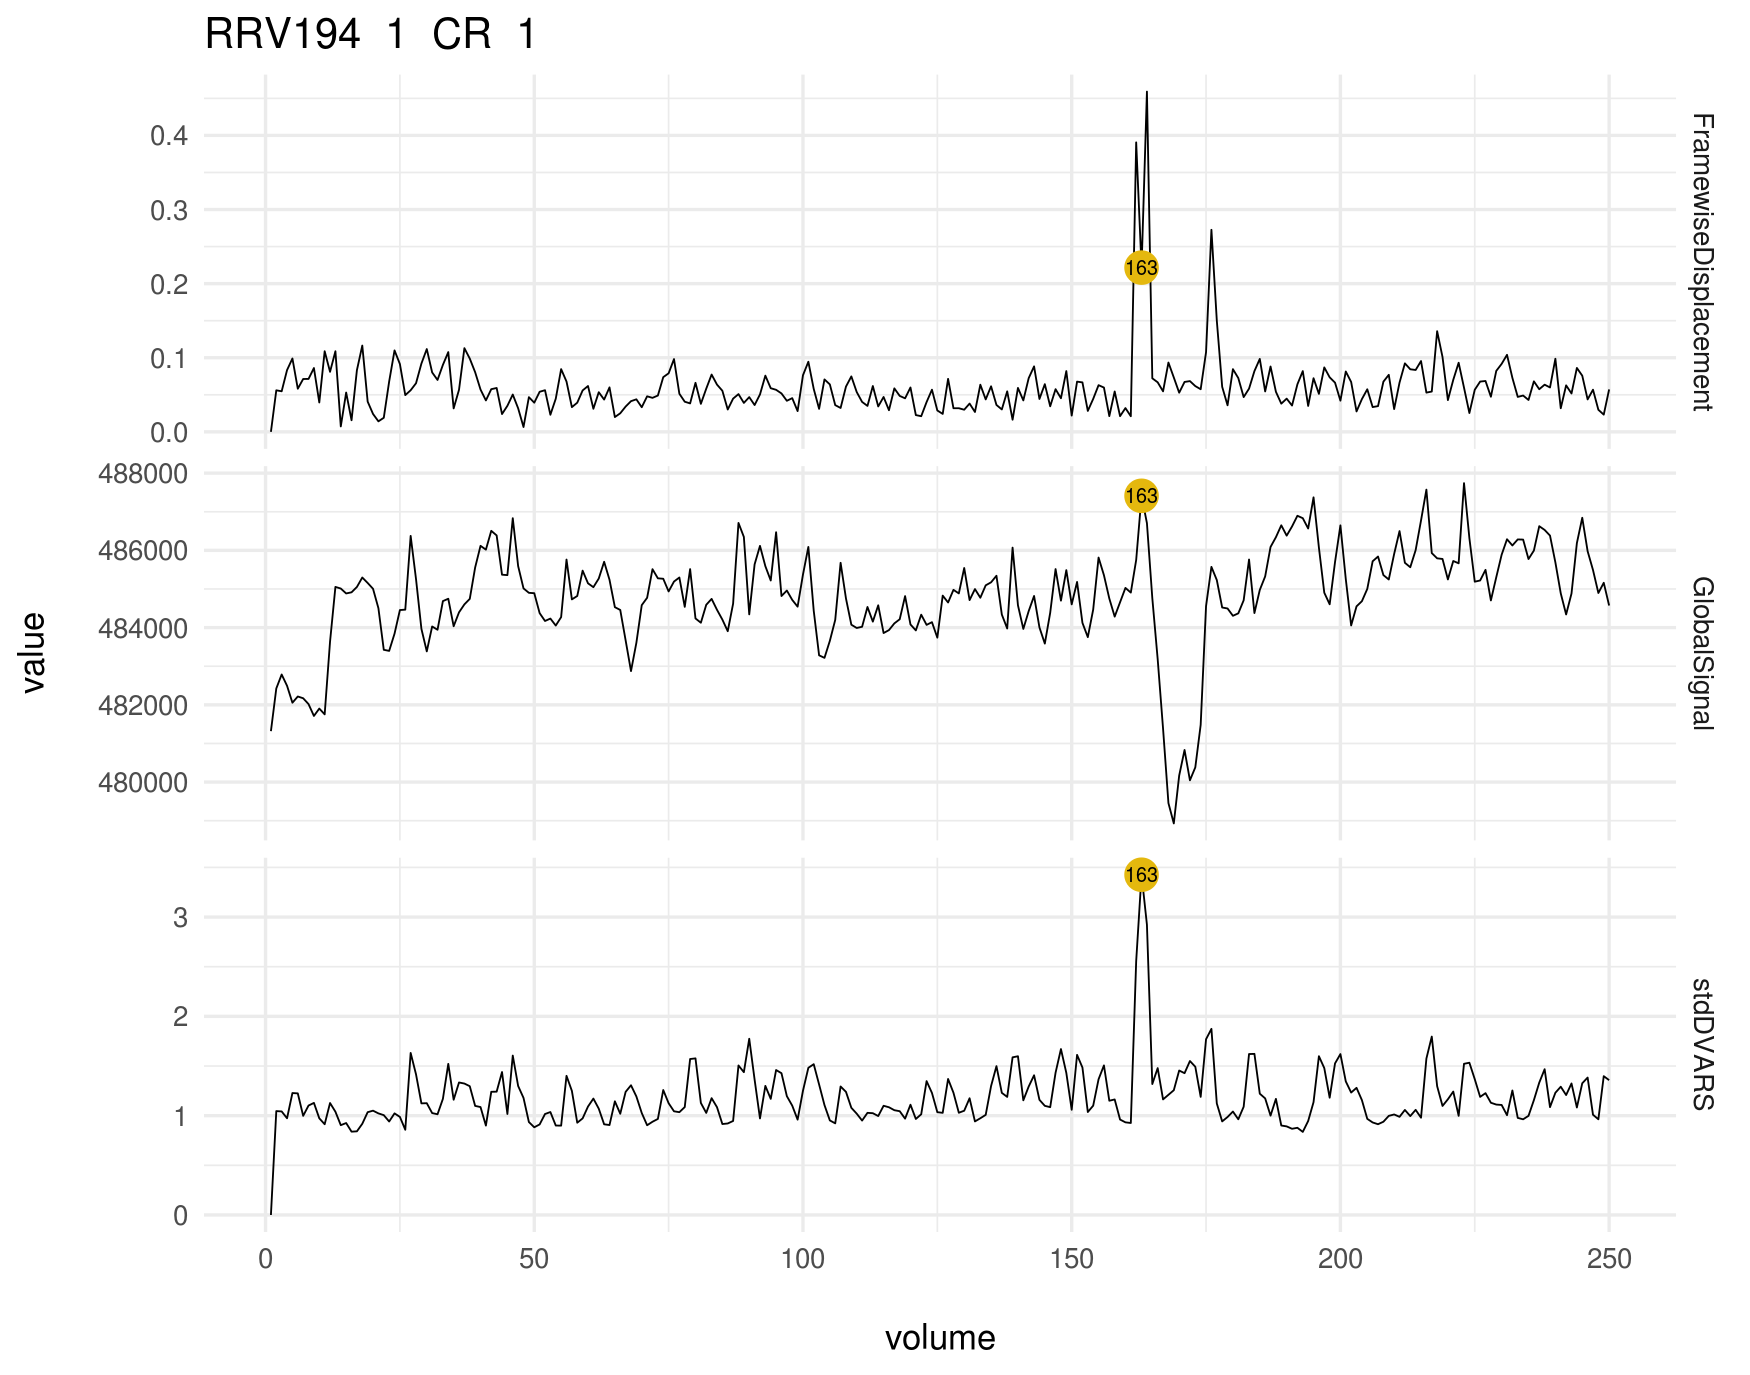 RRV194 1 CR 1
0.4
0.3
0.2
0.1
0.0
163
FramewiseDisplacement
488000
486000
484000
482000
480000
163
GlobalSignal
3
2
1
0
163
stdDVARS
value
0 50 100 150 200 250
volume